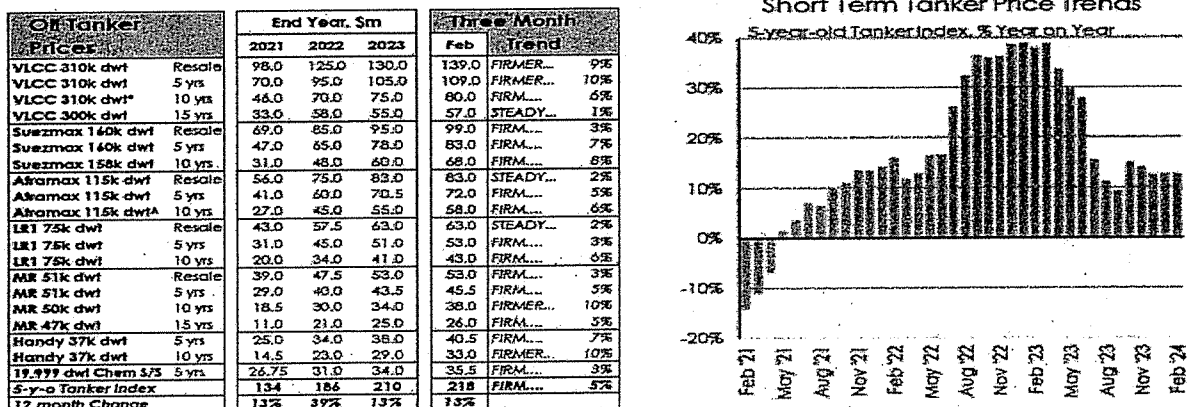 Oil Tanker Prices
End Year, $m
Three Month Trend
2021 2022 2023 Feb
VLCC 310k dwt Resale 98.0 125.0 130.0 139.0 FIRMER... 9%
VLCC 310k dwt 5 yrs 70.0 95.0 105.0 109.0 FIRMER... 10%
VLCC 310k dwt* 10 yrs 46.0 70.0 75.0 80.0 FIRM.... 6%
VLCC 300k dwt 15 yrs 33.0 58.0 55.0 57.0 STEADY... 1%
Suezmax 160k dwt Resale 69.0 85.0 95.0 99.0 FIRM.... 3%
Suezmax 160k dwt 5 yrs 47.0 65.0 78.0 83.0 FIRM.... 7%
Suezmax 158k dwt 10 yrs 31.0 48.0 60.0 68.0 FIRM.... 8%
Aframax 115k dwt Resale 56.0 75.0 83.0 83.0 STEADY... 2%
Aframax 115k dwt 5 yrs 41.0 60.0 70.5 72.0 FIRM.... 5%
Aframax 115k dwt^ 10 yrs 27.0 45.0 55.0 58.0 FIRM.... 6%
LR1 75k dwt Resale 43.0 57.5 63.0 63.0 STEADY... 2%
LR1 75k dwt 5 yrs 31.0 45.0 51.0 53.0 FIRM.... 3%
LR1 75k dwt 10 yrs 20.0 34.0 41.0 43.0 FIRM.... 6%
MR 51k dwt Resale 39.0 47.5 53.0 53.0 FIRM.... 3%
MR 51k dwt 5 yrs 29.0 40.0 43.5 45.5 FIRM.... 5%
MR 50k dwt 10 yrs 18.5 30.0 34.0 38.0 FIRMER... 10%
MR 47k dwt 15 yrs 11.0 21.0 25.0 26.0 FIRM.... 5%
Handy 37k dwt 5 yrs 25.0 34.0 38.0 40.5 FIRM.... 7%
Handy 37k dwt 10 yrs 14.5 23.0 29.0 33.0 FIRMER... 10%
19,999 dwt Chem S/S 5 yrs 26.75 31.0 34.0 35.5 FIRM.... 3%
5-y-o Tanker Index 134 186 210 218 FIRM.... 5%
12 month Change 13% 39% 13% 13%
Short Term Tanker Price Trends
5-year-old Tanker Index, % Year on Year
40%
30%
20%
10%
0%
-10%
-20%
Feb '21 May '21 Aug '21 Nov '21 Feb '22 May '22 Aug '22 Nov '22 Feb '23 May '23 Aug '23 Nov '23 Feb '24